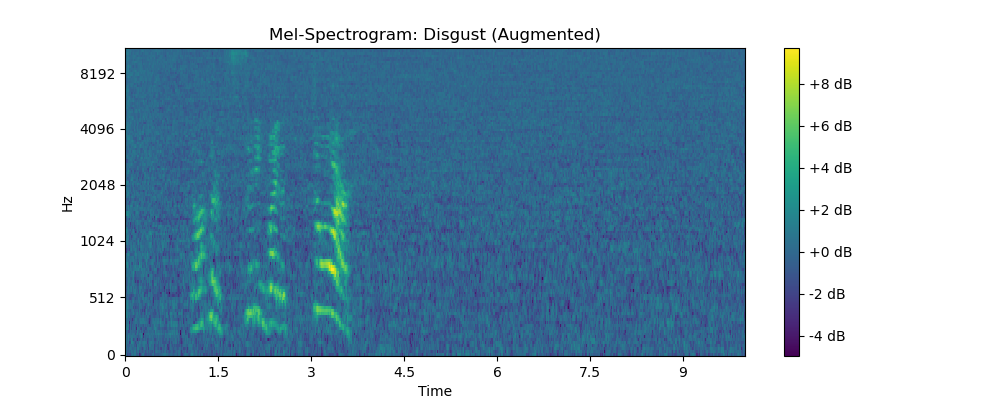 Mel-Spectrogram: Disgust (Augmented)
8192
4096
2048
1024
512
0
Hz
0 1.5 3 4.5 6 7.5 9
Time
+8 dB
+6 dB
+4 dB
+2 dB
+0 dB
-2 dB
-4 dB